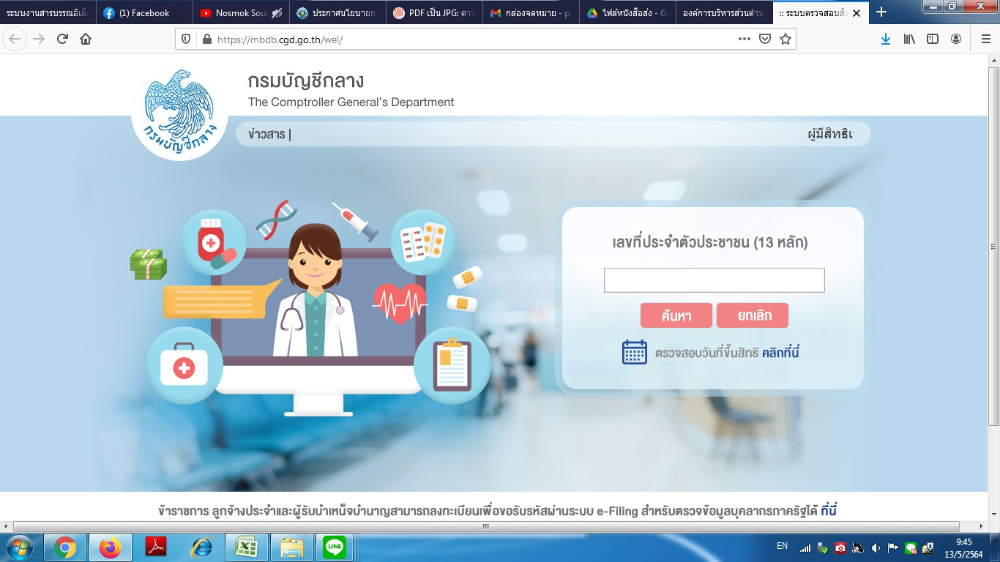 ระบบงานสารบรรณอิเล็ก
(1) Facebook
Nosmok Sour
ประกาศนโยบายกา
PDF เป็น JPG: ดาว
กล่องจดหมาย - pr
ไฟล์หนังสือส่ง - Go
องค์การบริหารส่วนตำบ
:: ระบบตรวจสอบสิท
https://mbdb.cgd.go.th/wel/
กรมบัญชีกลาง
The Comptroller General's Department
กรมบัญชีกลาง
ข่าวสาร |
ผู้มีสิทธิเ
เลขที่ประจำตัวประชาชน (13 หลัก)
ค้นหา
ยกเลิก
ตรวจสอบวันที่ขึ้นสิทธิ คลิกที่นี่
ข้าราชการ ลูกจ้างประจำและผู้รับบำเหน็จบำนาญสามารถลงทะเบียนเพื่อขอรับรหัสผ่านระบบ e-Filing สำหรับตรวจข้อมูลบุคลากรภาครัฐได้ ที่นี่
LINE
EN
9:45
13/5/2564